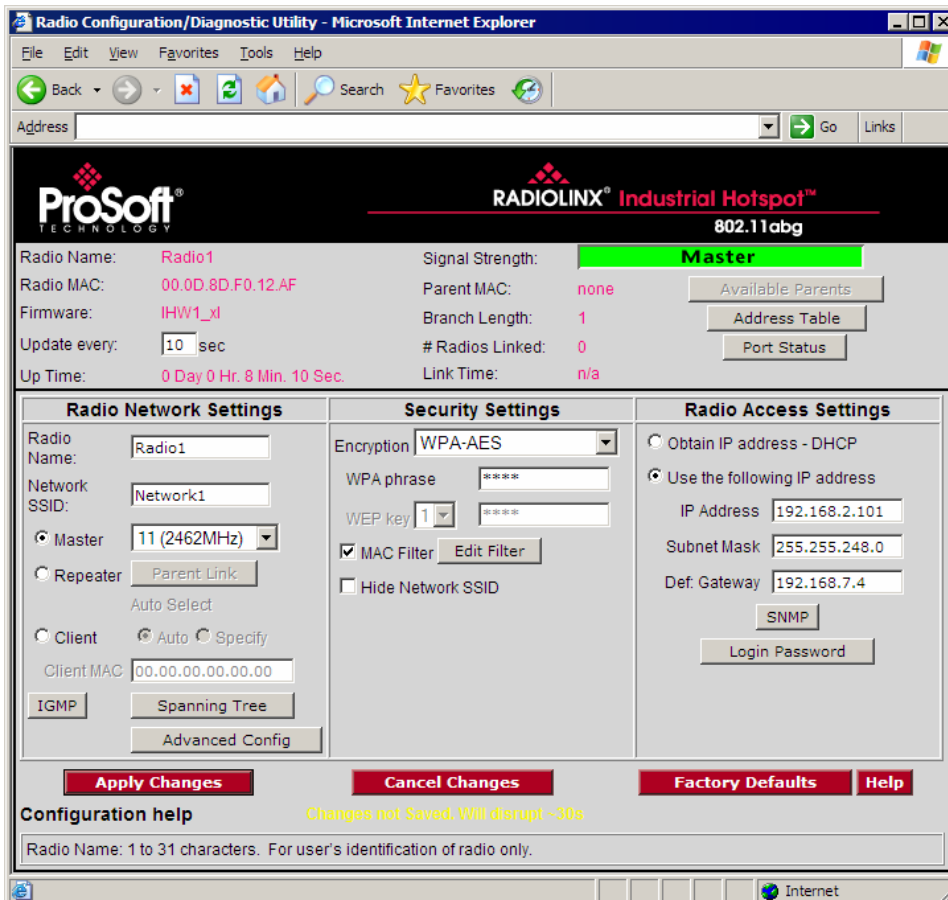 Radio Configuration/Diagnostic Utility - Microsoft Internet Explorer
File Edit View Favorites Tools Help
Back Search Favorites
Address Go Links
ProSoft®
TECHNOLOGY
RADIOLINX® Industrial Hotspot™
802.11abg
Radio Name: Radio1 Signal Strength: Master
Radio MAC: 00.0D.8D.F0.12.AF Parent MAC: none Available Parents
Firmware: IHW1_xl Branch Length: 1 Address Table
Update every: 10 sec # Radios Linked: 0 Port Status
Up Time: 0 Day 0 Hr. 8 Min. 10 Sec. Link Time: n/a
Radio Network Settings
Radio Name: Radio1
Network SSID: Network1
Master 11 (2462MHz)
Repeater Parent Link
Auto Select
Client Auto Specify
Client MAC 00.00.00.00.00.00
IGMP Spanning Tree
Advanced Config
Security Settings
Encryption WPA-AES
WPA phrase ****
WEP key 1 ****
MAC Filter Edit Filter
Hide Network SSID
Radio Access Settings
Obtain IP address - DHCP
Use the following IP address
IP Address 192.168.2.101
Subnet Mask 255.255.248.0
Def: Gateway 192.168.7.4
SNMP
Login Password
Apply Changes Cancel Changes Factory Defaults Help
Configuration help Changes not Saved. Will disrupt ~30s
Radio Name: 1 to 31 characters. For user's identification of radio only.
Internet